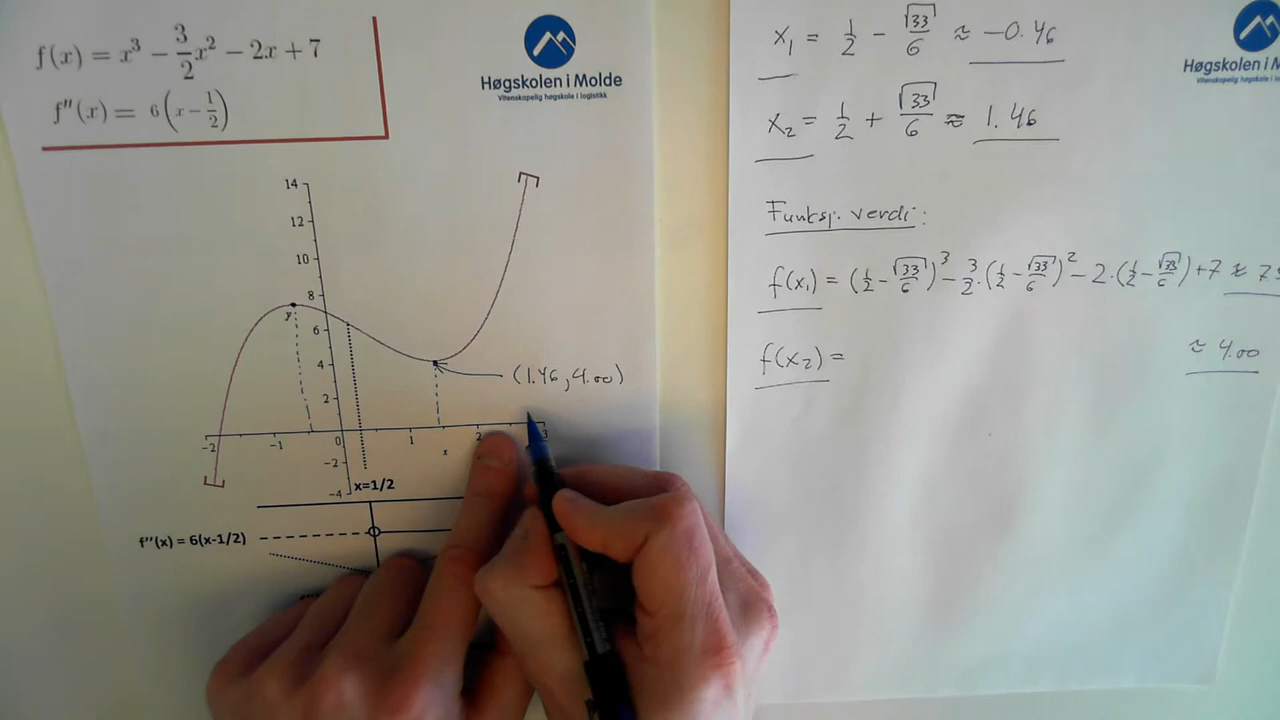 f(x) = x³ − 3/2 x² − 2x + 7
f''(x) = 6(x − 1/2)
Høgskolen i Molde
Vitenskapelig høgskole i logistikk
14
12
10
8
y
6
4
(1.46, 4.00)
2
-2 -1 0 1 2 3
x
-2
-4
x=1/2
f''(x) = 6(x-1/2)
x₁ = 1/2 − √33/6 ≈ −0.46
Høgskolen i M
x₂ = 1/2 + √33/6 ≈ 1.46
Funksj. verdi:
f(x₁) = (1/2 − √33/6)³ − 3/2·(1/2 − √33/6)² − 2·(1/2 − √33/6) + 7 ≈ 7.5
f(x₂) = ≈ 4.00